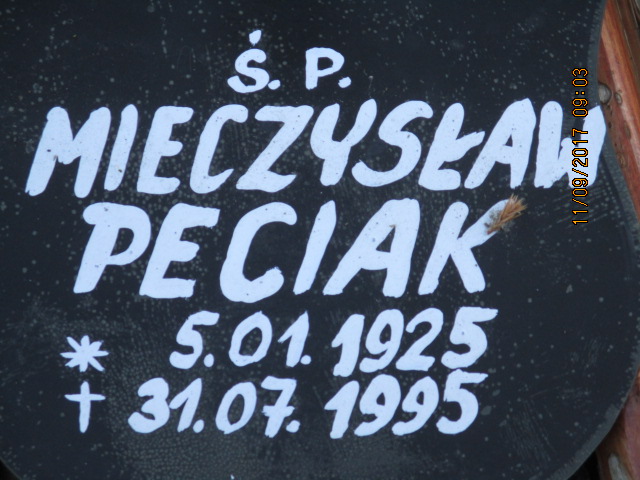 Ś. P.
MIECZYSŁAW
PECIAK
* 5.01.1925
† 31.07.1995
11/09/2017 09:03